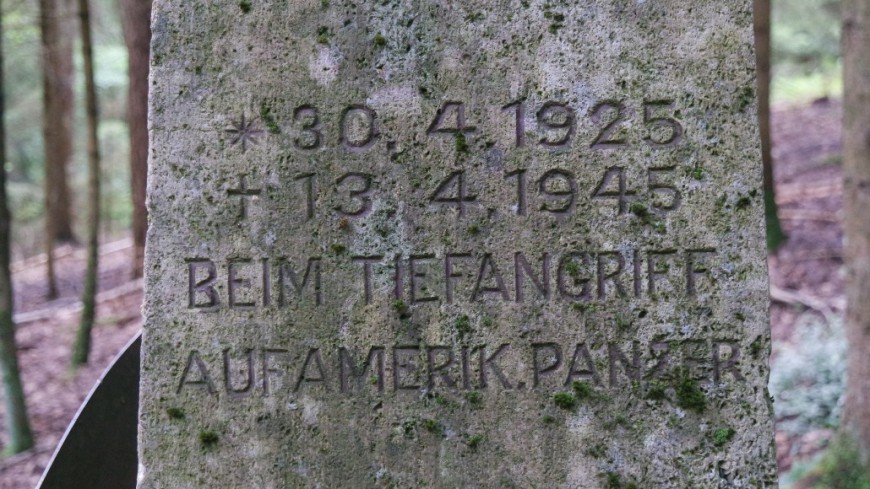 * 30. 4.1925
+ 13. 4.1945
BEIM TIEFANGRIFF
AUF AMERIK. PANZER